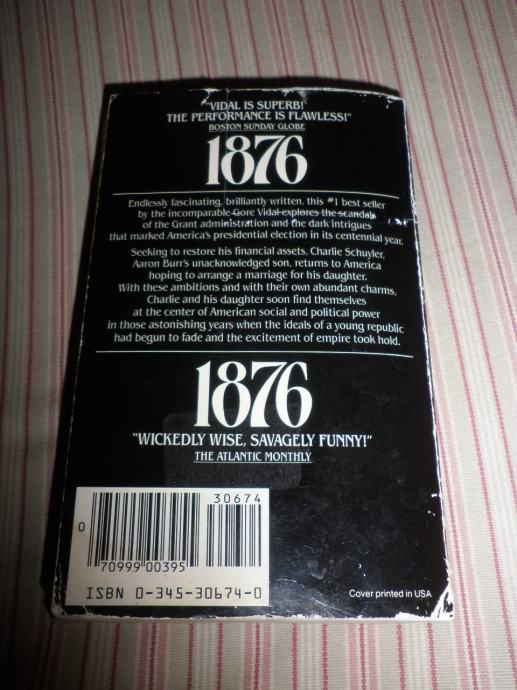 "VIDAL IS SUPERB!
THE PERFORMANCE IS FLAWLESS!"
BOSTON SUNDAY GLOBE
1876
Endlessly fascinating, brilliantly written, this #1 best seller
by the incomparable Gore Vidal explores the scandals
of the Grant administration and the dark intrigues
that marked America's presidential election in its centennial year.
Seeking to restore his financial assets, Charlie Schuyler,
Aaron Burr's unacknowledged son, returns to America
hoping to arrange a marriage for his daughter.
With these ambitions and with their own abundant charms,
Charlie and his daughter soon find themselves
at the center of American social and political power
in those astonishing years when the ideals of a young republic
had begun to fade and the excitement of empire took hold.
1876
"WICKEDLY WISE, SAVAGELY FUNNY!"
THE ATLANTIC MONTHLY
30674
0
70999 00395
ISBN 0-345-30674-0
Cover printed in USA